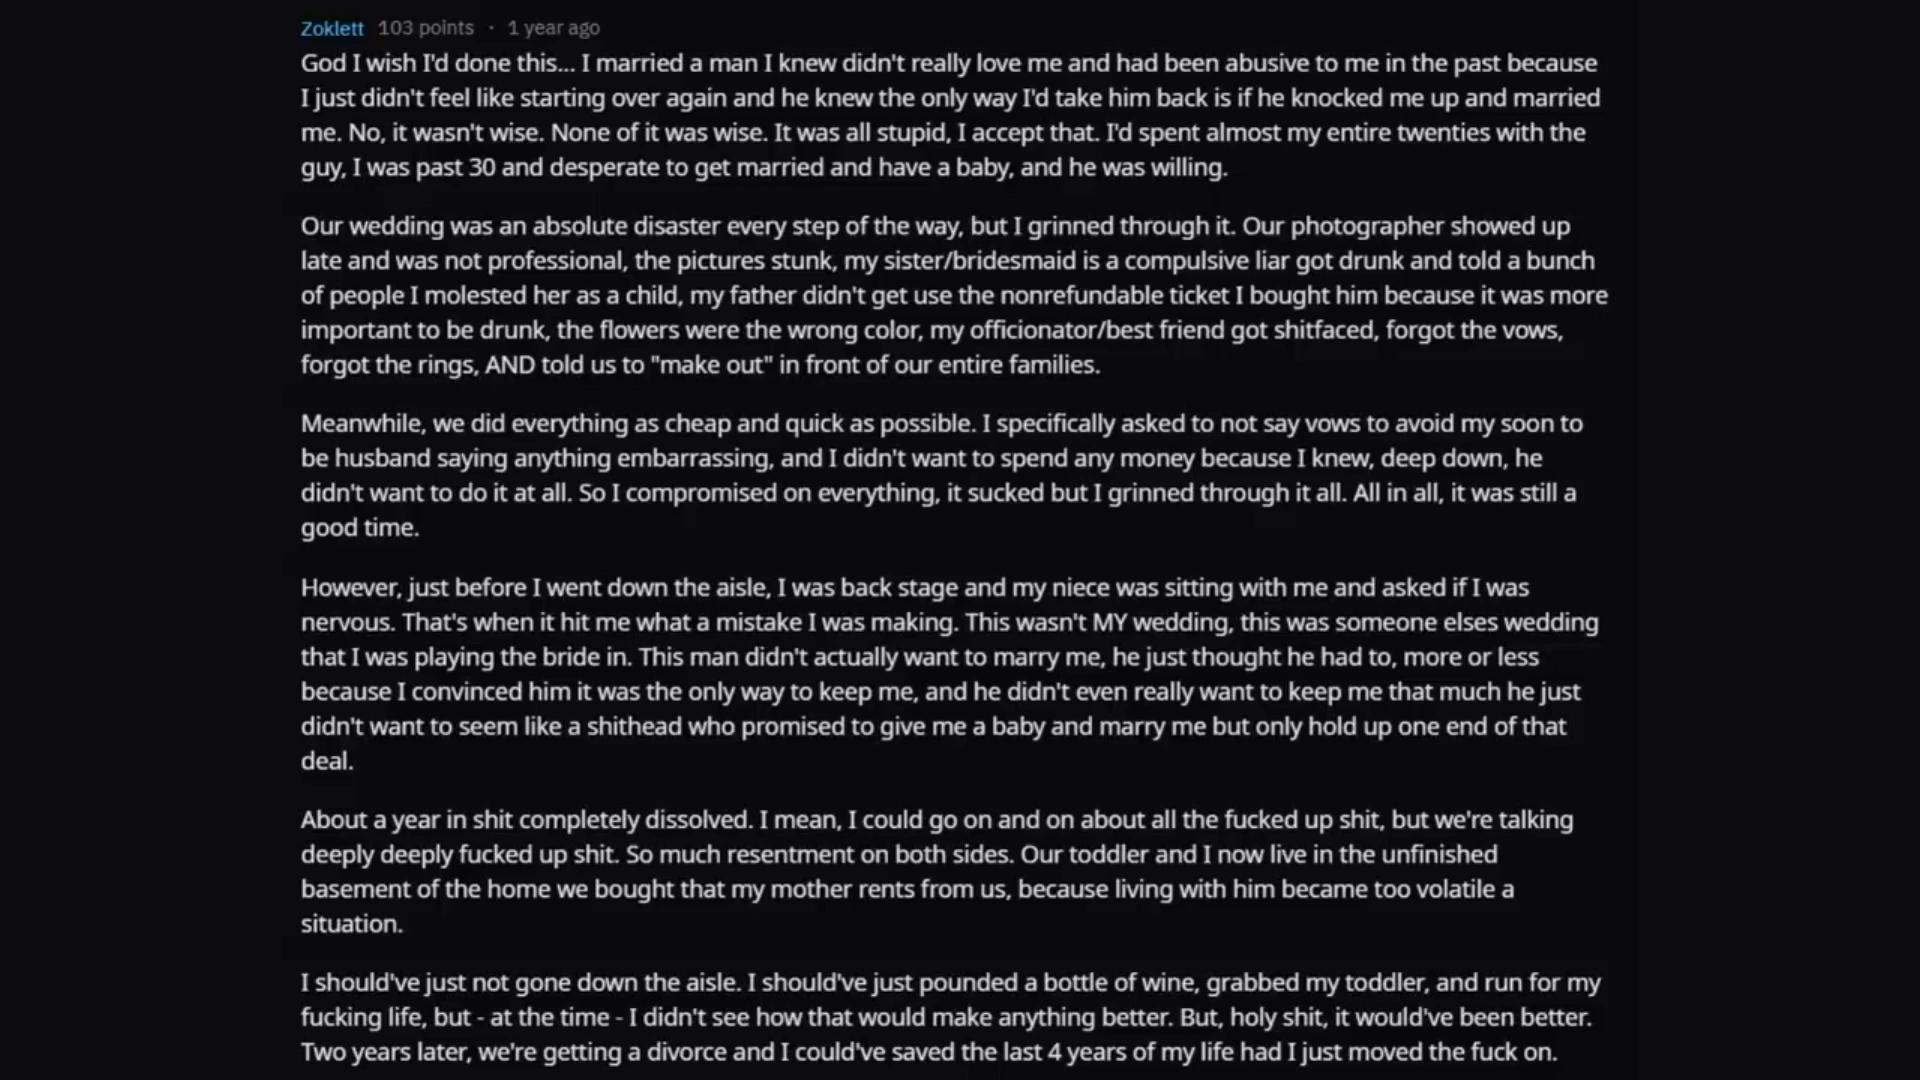 Zoklett 103 points · 1 year ago
God I wish I'd done this... I married a man I knew didn't really love me and had been abusive to me in the past because
I just didn't feel like starting over again and he knew the only way I'd take him back is if he knocked me up and married
me. No, it wasn't wise. None of it was wise. It was all stupid, I accept that. I'd spent almost my entire twenties with the
guy, I was past 30 and desperate to get married and have a baby, and he was willing.
Our wedding was an absolute disaster every step of the way, but I grinned through it. Our photographer showed up
late and was not professional, the pictures stunk, my sister/bridesmaid is a compulsive liar got drunk and told a bunch
of people I molested her as a child, my father didn't get use the nonrefundable ticket I bought him because it was more
important to be drunk, the flowers were the wrong color, my officionator/best friend got shitfaced, forgot the vows,
forgot the rings, AND told us to "make out" in front of our entire families.
Meanwhile, we did everything as cheap and quick as possible. I specifically asked to not say vows to avoid my soon to
be husband saying anything embarrassing, and I didn't want to spend any money because I knew, deep down, he
didn't want to do it at all. So I compromised on everything, it sucked but I grinned through it all. All in all, it was still a
good time.
However, just before I went down the aisle, I was back stage and my niece was sitting with me and asked if I was
nervous. That's when it hit me what a mistake I was making. This wasn't MY wedding, this was someone elses wedding
that I was playing the bride in. This man didn't actually want to marry me, he just thought he had to, more or less
because I convinced him it was the only way to keep me, and he didn't even really want to keep me that much he just
didn't want to seem like a shithead who promised to give me a baby and marry me but only hold up one end of that
deal.
About a year in shit completely dissolved. I mean, I could go on and on about all the fucked up shit, but we're talking
deeply deeply fucked up shit. So much resentment on both sides. Our toddler and I now live in the unfinished
basement of the home we bought that my mother rents from us, because living with him became too volatile a
situation.
I should've just not gone down the aisle. I should've just pounded a bottle of wine, grabbed my toddler, and run for my
fucking life, but - at the time - I didn't see how that would make anything better. But, holy shit, it would've been better.
Two years later, we're getting a divorce and I could've saved the last 4 years of my life had I just moved the fuck on.